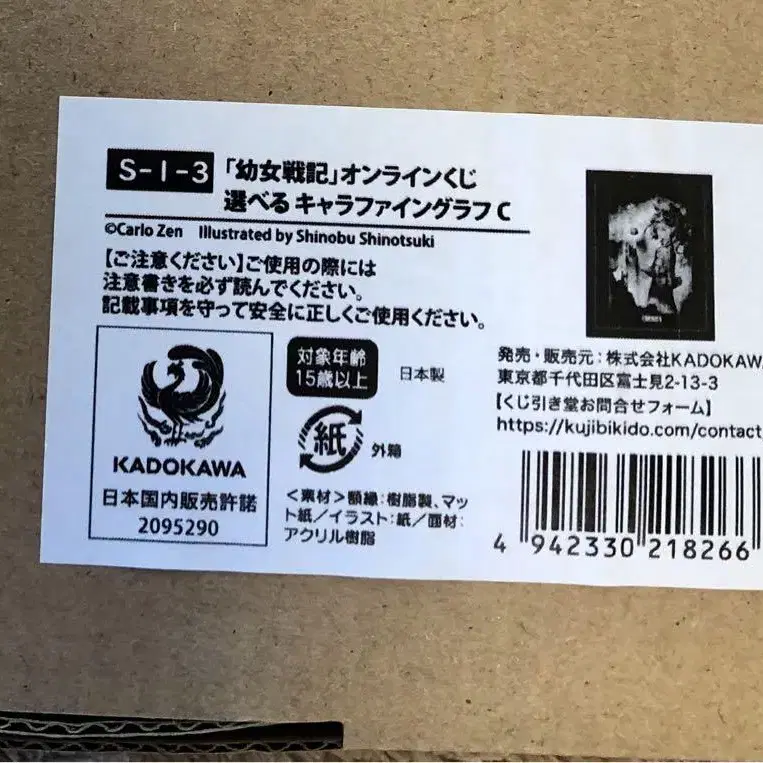 S-1-3 「幼女戦記」オンラインくじ
選べる キャラファイングラフ C
©Carlo Zen Illustrated by Shinobu Shinotsuki
【ご注意ください】ご使用の際には
注意書きを必ず読んでください。
記載事項を守って安全に正しくご使用ください。
KADOKAWA
日本国内販売許諾
2095290
対象年齢
15歳以上
日本製
紙
外箱
＜素材＞額縁：樹脂製、マッ
ト紙／イラスト：紙／面材：
アクリル樹脂
発売・販売元：株式会社KADOKAW
東京都千代田区富士見2-13-3
【くじ引き堂お問合せフォーム】
https://kujibikido.com/contact
4 942330 218266